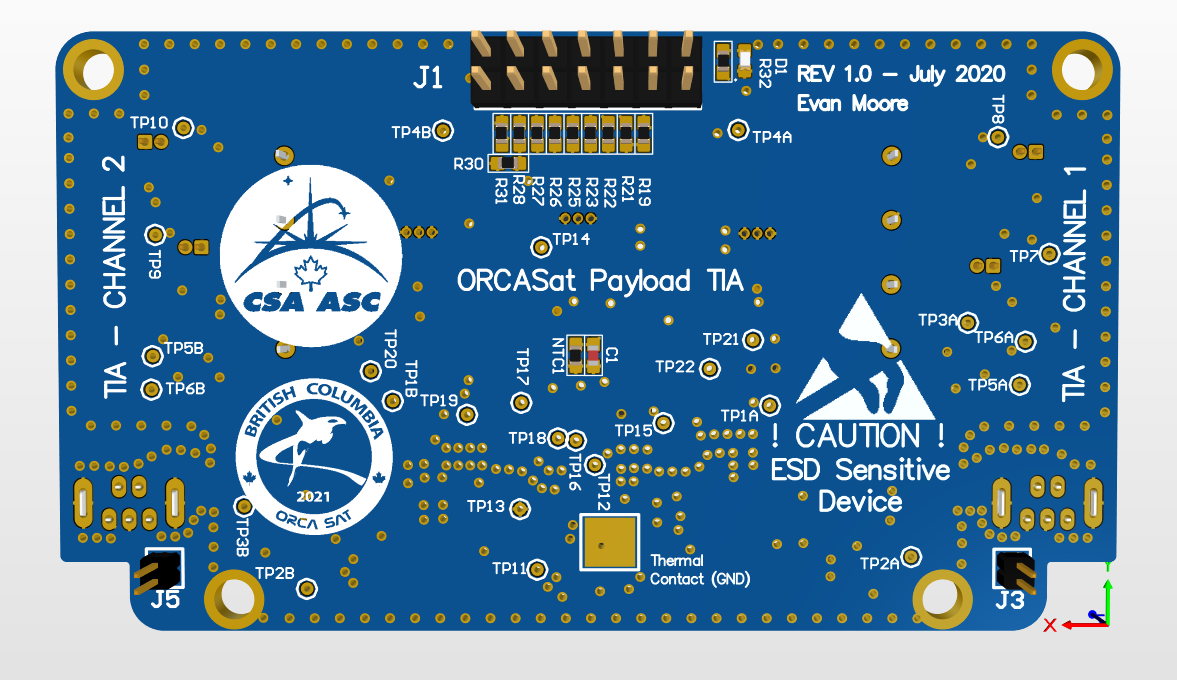 J1
D1
R32
REV 1.0 - July 2020
Evan Moore
TP10
TP4B
TP4A
TP8
R30
R31
R28
R27
R26
R25
R23
R22
R21
R19
TIA - CHANNEL 2
TIA - CHANNEL 1
TP9
TP14
TP7
ORCASat Payload TIA
CSA ASC
TP3A
TP6A
TP5B
TP6B
TP20
TP1B
TP19
TP17
NTC1
C1
TP21
TP22
TP5A
TP1A
TP18
TP16
TP15
TP12
BRITISH COLUMBIA
2021
ORCA SAT
! CAUTION !
ESD Sensitive
Device
TP13
TP3B
TP2B
TP11
Thermal
Contact (GND)
TP2A
J5
J3
X
Y